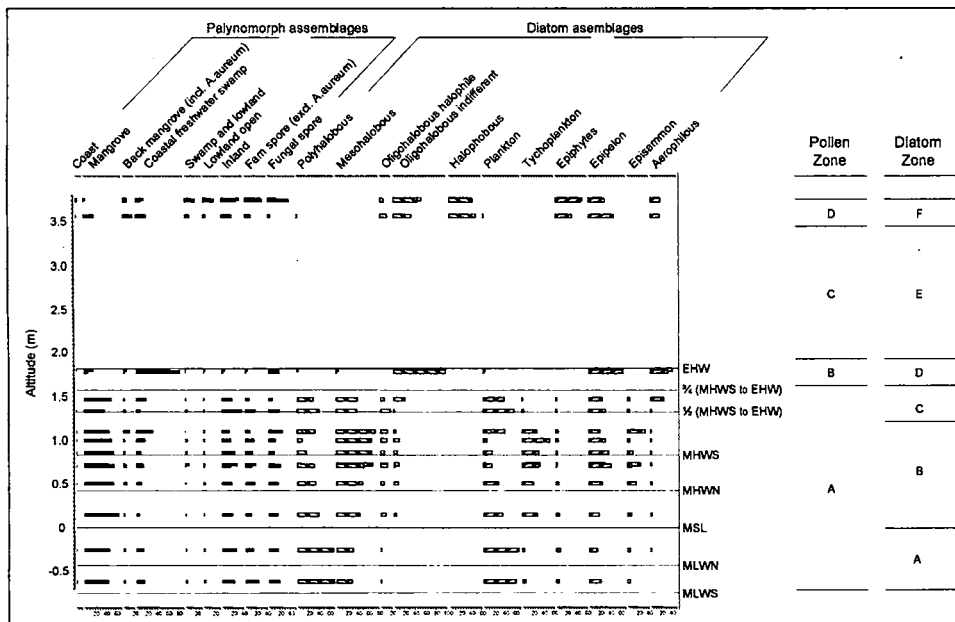 Palynomorph assemblages
Diatom asemblages
Coast
Mangrove
Back mangrove (incl. A.aureum)
Coastal freshwater swamp
Swamp and lowland
Lowland open
Inland
Fern spore (excl. A.aureum)
Fungal spore
Polyhalobous
Mesohalobous
Oligohalobous halophile
Oligohalobous indifferent
Halophobous
Plankton
Tychoplankton
Epiphytes
Epipelon
Episammon
Aerophilous
Pollen Zone
Diatom Zone
Altitude (m)
3.5
3.0
2.5
2.0
1.5
1.0
0.5
0
-0.5
EHW
¾ (MHWS to EHW)
½ (MHWS to EHW)
MHWS
MHWN
MSL
MLWN
MLWS
D
F
C
E
B
D
C
B
A
A